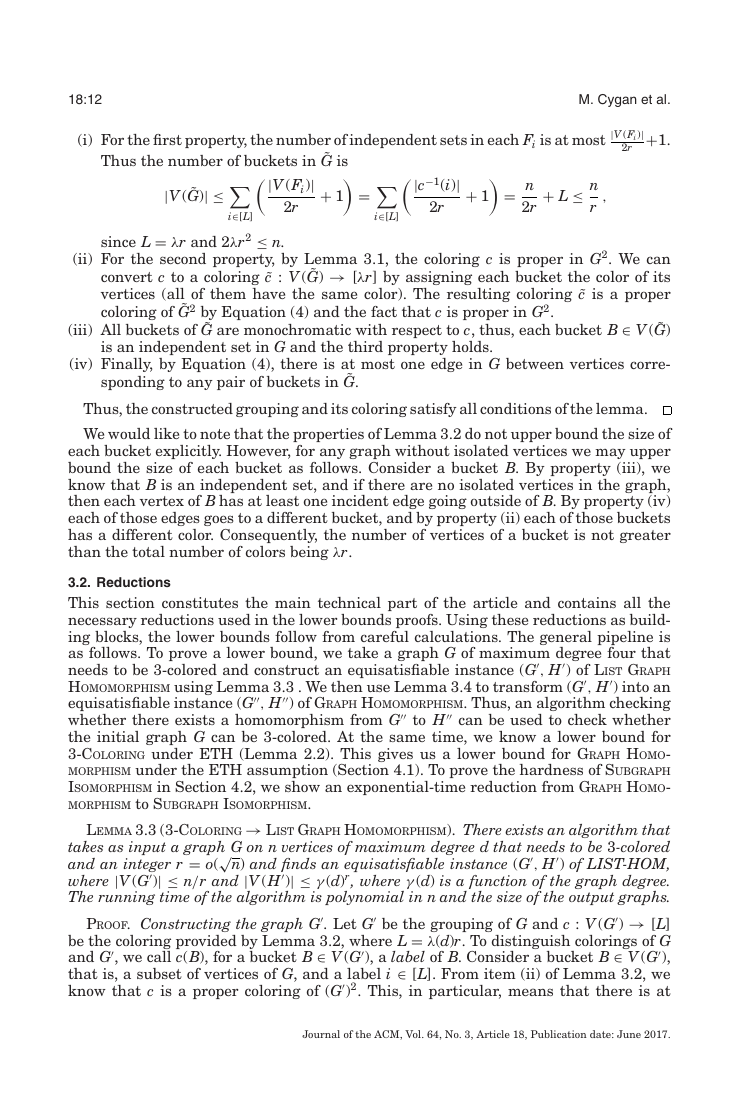 18:12 M. Cygan et al.
(i) For the first property, the number of independent sets in each F_i is at most |V(F_i)|/2r + 1.
Thus the number of buckets in G̃ is
|V(G̃)| ≤ ∑_{i∈[L]} ( |V(F_i)|/2r + 1 ) = ∑_{i∈[L]} ( |c⁻¹(i)|/2r + 1 ) = n/2r + L ≤ n/r ,
since L = λr and 2λr² ≤ n.
(ii) For the second property, by Lemma 3.1, the coloring c is proper in G². We can
convert c to a coloring c̃ : V(G̃) → [λr] by assigning each bucket the color of its
vertices (all of them have the same color). The resulting coloring c̃ is a proper
coloring of G̃² by Equation (4) and the fact that c is proper in G².
(iii) All buckets of G̃ are monochromatic with respect to c, thus, each bucket B ∈ V(G̃)
is an independent set in G and the third property holds.
(iv) Finally, by Equation (4), there is at most one edge in G between vertices corre-
sponding to any pair of buckets in G̃.
Thus, the constructed grouping and its coloring satisfy all conditions of the lemma. □
We would like to note that the properties of Lemma 3.2 do not upper bound the size of
each bucket explicitly. However, for any graph without isolated vertices we may upper
bound the size of each bucket as follows. Consider a bucket B. By property (iii), we
know that B is an independent set, and if there are no isolated vertices in the graph,
then each vertex of B has at least one incident edge going outside of B. By property (iv)
each of those edges goes to a different bucket, and by property (ii) each of those buckets
has a different color. Consequently, the number of vertices of a bucket is not greater
than the total number of colors being λr.
3.2. Reductions
This section constitutes the main technical part of the article and contains all the
necessary reductions used in the lower bounds proofs. Using these reductions as build-
ing blocks, the lower bounds follow from careful calculations. The general pipeline is
as follows. To prove a lower bound, we take a graph G of maximum degree four that
needs to be 3-colored and construct an equisatisfiable instance (G′, H′) of LIST GRAPH
HOMOMORPHISM using Lemma 3.3 . We then use Lemma 3.4 to transform (G′, H′) into an
equisatisfiable instance (G″, H″) of GRAPH HOMOMORPHISM. Thus, an algorithm checking
whether there exists a homomorphism from G″ to H″ can be used to check whether
the initial graph G can be 3-colored. At the same time, we know a lower bound for
3-COLORING under ETH (Lemma 2.2). This gives us a lower bound for GRAPH HOMO-
MORPHISM under the ETH assumption (Section 4.1). To prove the hardness of SUBGRAPH
ISOMORPHISM in Section 4.2, we show an exponential-time reduction from GRAPH HOMO-
MORPHISM to SUBGRAPH ISOMORPHISM.
LEMMA 3.3 (3-COLORING → LIST GRAPH HOMOMORPHISM). There exists an algorithm that
takes as input a graph G on n vertices of maximum degree d that needs to be 3-colored
and an integer r = o(√n) and finds an equisatisfiable instance (G′, H′) of LIST-HOM,
where |V(G′)| ≤ n/r and |V(H′)| ≤ γ(d)^r, where γ(d) is a function of the graph degree.
The running time of the algorithm is polynomial in n and the size of the output graphs.
PROOF. Constructing the graph G′. Let G′ be the grouping of G and c : V(G′) → [L]
be the coloring provided by Lemma 3.2, where L = λ(d)r. To distinguish colorings of G
and G′, we call c(B), for a bucket B ∈ V(G′), a label of B. Consider a bucket B ∈ V(G′),
that is, a subset of vertices of G, and a label i ∈ [L]. From item (ii) of Lemma 3.2, we
know that c is a proper coloring of (G′)². This, in particular, means that there is at
Journal of the ACM, Vol. 64, No. 3, Article 18, Publication date: June 2017.